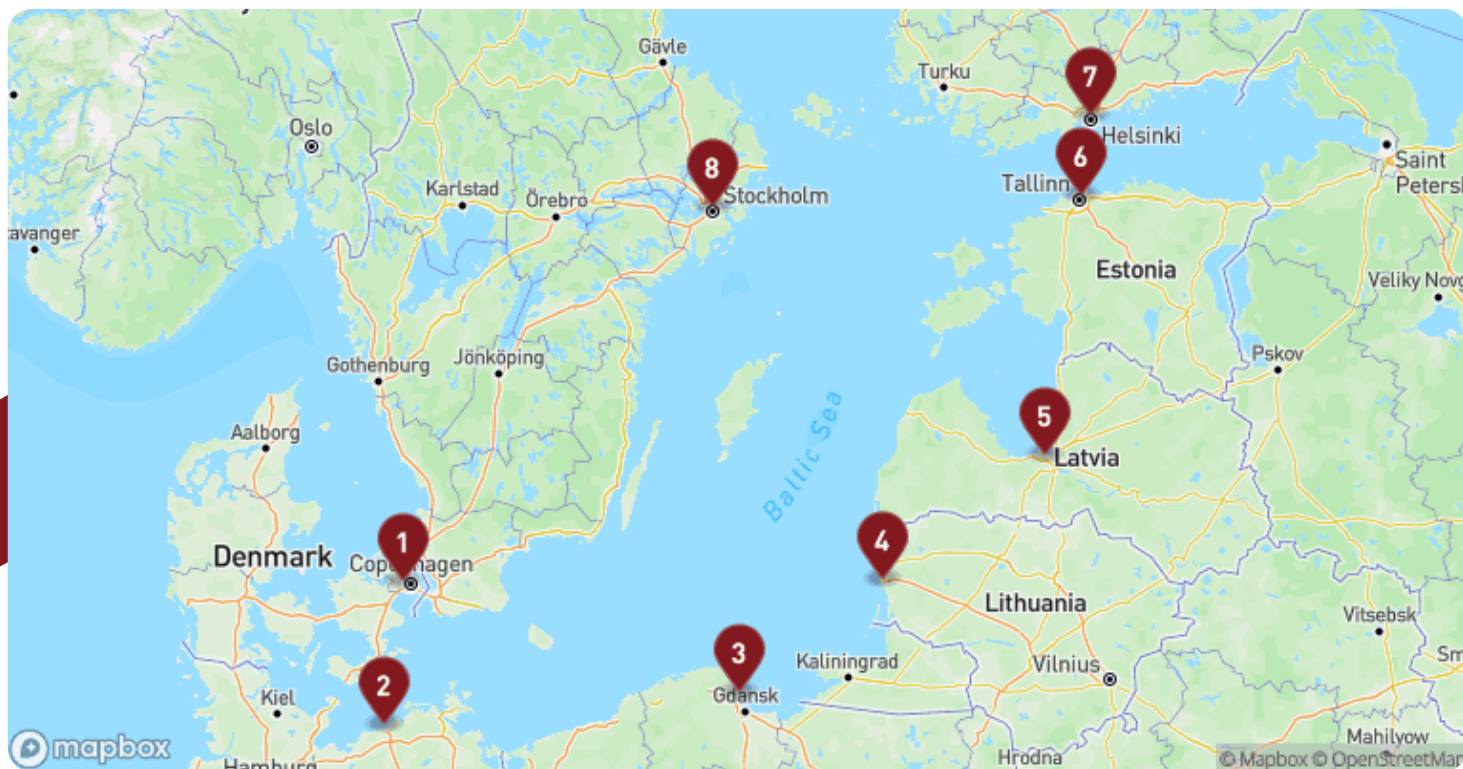 Gävle
Turku
7
Oslo
Helsinki
6
Saint
Petersb
8
Tallinn
Karlstad
Örebro
Stockholm
avanger
Estonia
Veliky Novg
Gothenburg
Jönköping
Pskov
Baltic Sea
5
Aalborg
Latvia
1
4
Denmark
Copenhagen
Lithuania
Vitsebsk
3
Kaliningrad
Vilnius
Sm
2
Kiel
Gdansk
mapbox
Mahilyow
Hamburg
Hrodna
© Mapbox © OpenStreetMap